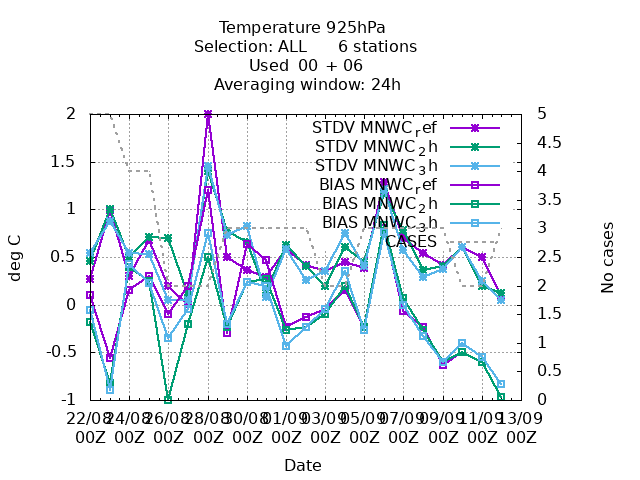 Temperature 925hPa
Selection: ALL 6 stations
Used 00 + 06
Averaging window: 24h
STDV MNWC_ref
STDV MNWC_2h
STDV MNWC_3h
BIAS MNWC_ref
BIAS MNWC_2h
BIAS MNWC_3h
CASES
deg C
2
1.5
1
0.5
0
-0.5
-1
No cases
5
4.5
4
3.5
3
2.5
2
1.5
1
0.5
0
22/08 24/08 26/08 28/08 30/08 01/09 03/09 05/09 07/09 09/09 11/09 13/09
00Z 00Z 00Z 00Z 00Z 00Z 00Z 00Z 00Z 00Z 00Z 00Z
Date